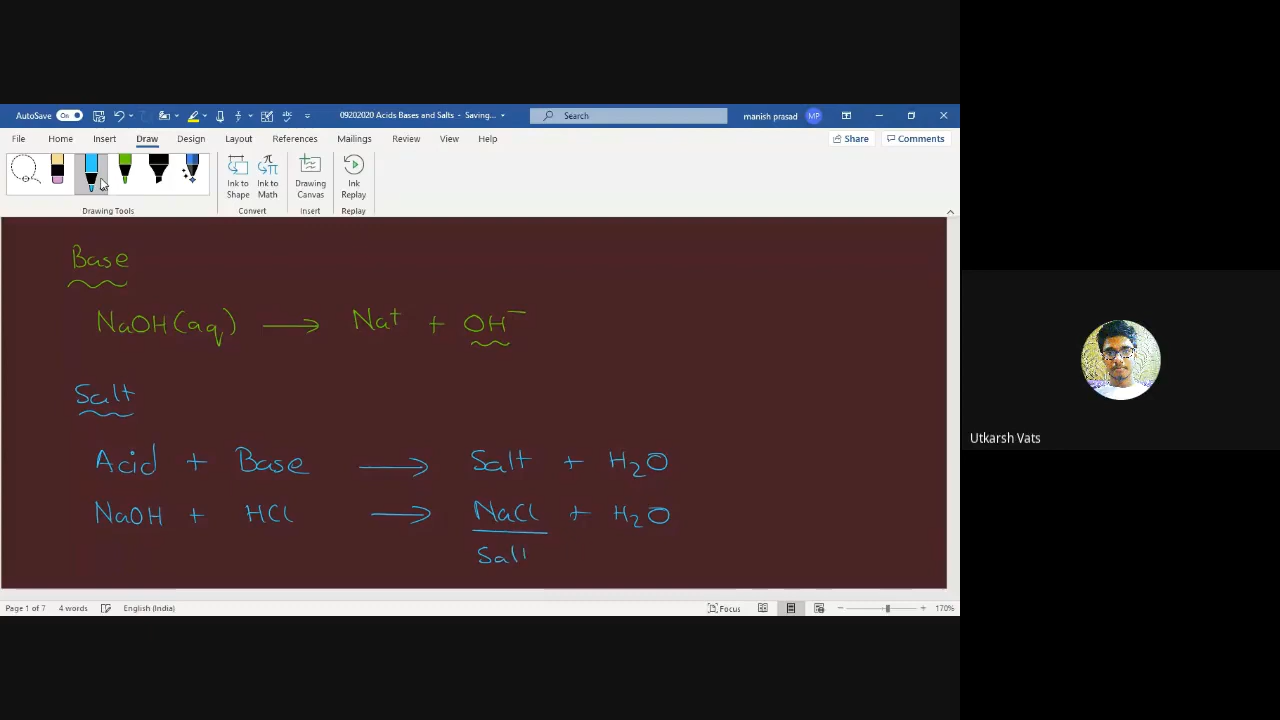 AutoSave On 09202020 Acids Bases and Salts - Saving... Search manish prasad MP
File Home Insert Draw Design Layout References Mailings Review View Help Share Comments
Ink to Shape Ink to Math Drawing Canvas Ink Replay
Drawing Tools Convert Insert Replay
Base
NaOH(aq) → Na⁺ + OH⁻
Salt
Acid + Base → Salt + H₂O
NaOH + HCl → NaCl + H₂O
Salt
Page 1 of 7 4 words English (India) Focus 170%
Utkarsh Vats